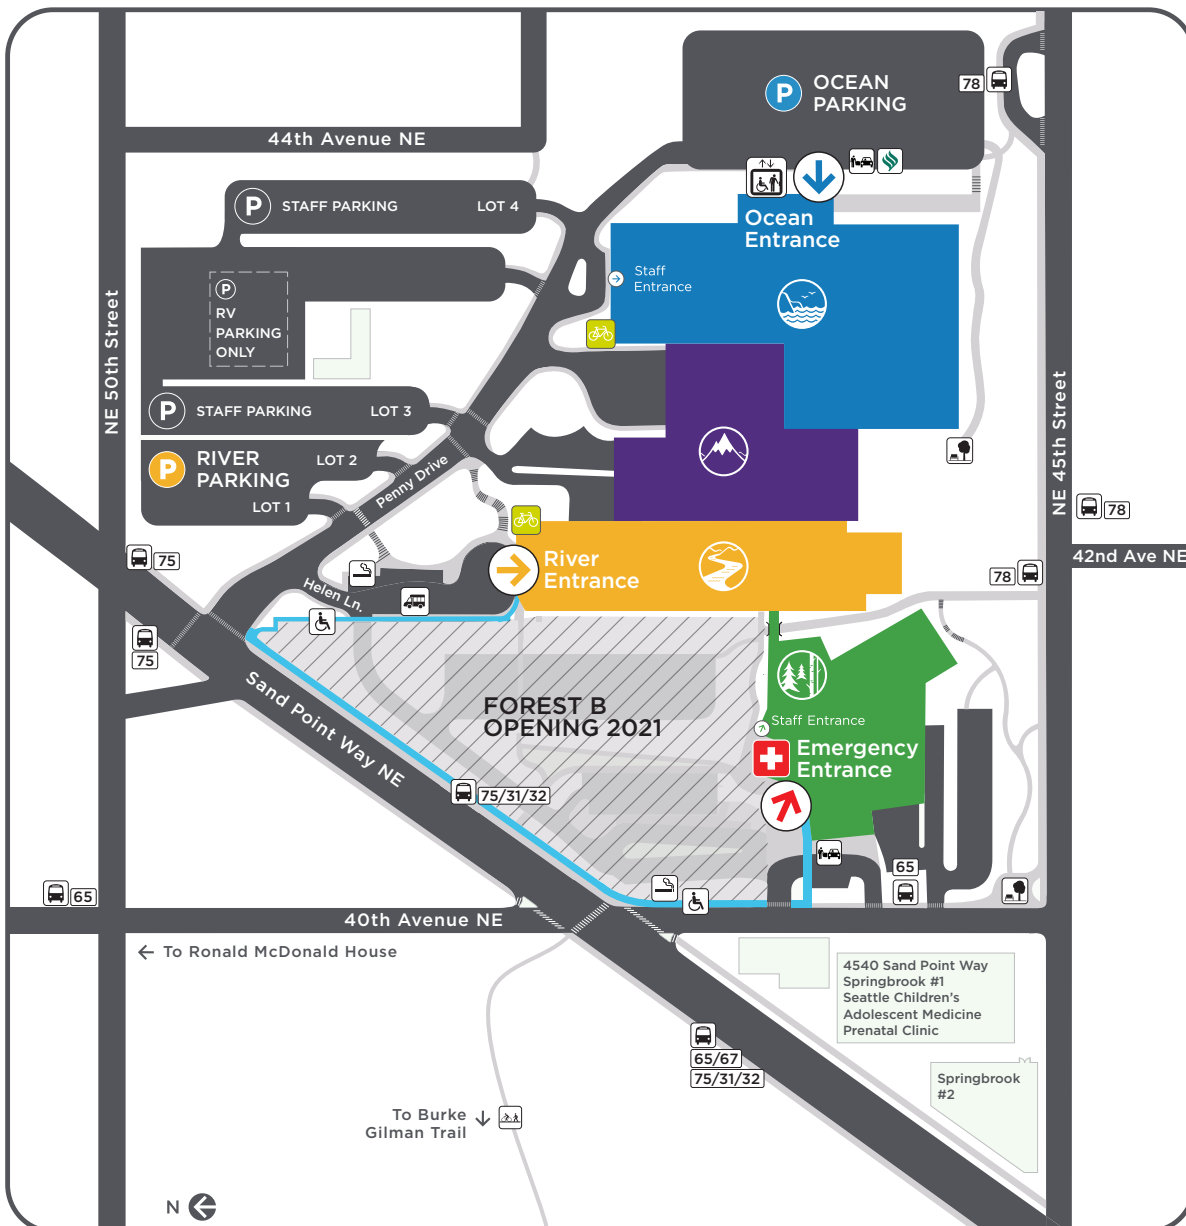 P
OCEAN
PARKING
78
44th Avenue NE
P
STAFF PARKING
LOT 4
Ocean
Entrance
Staff
Entrance
P
RV
PARKING
ONLY
NE 50th Street
NE 45th Street
P
STAFF PARKING
LOT 3
P
RIVER
PARKING
LOT 2
LOT 1
Penny Drive
78
42nd Ave NE
75
River
Entrance
78
Helen Ln.
75
Sand Point Way NE
FOREST B
OPENING 2021
Staff Entrance
Emergency
Entrance
75/31/32
65
65
40th Avenue NE
To Ronald McDonald House
4540 Sand Point Way
Springbrook #1
Seattle Children's
Adolescent Medicine
Prenatal Clinic
65/67
75/31/32
Springbrook
#2
To Burke
Gilman Trail
N